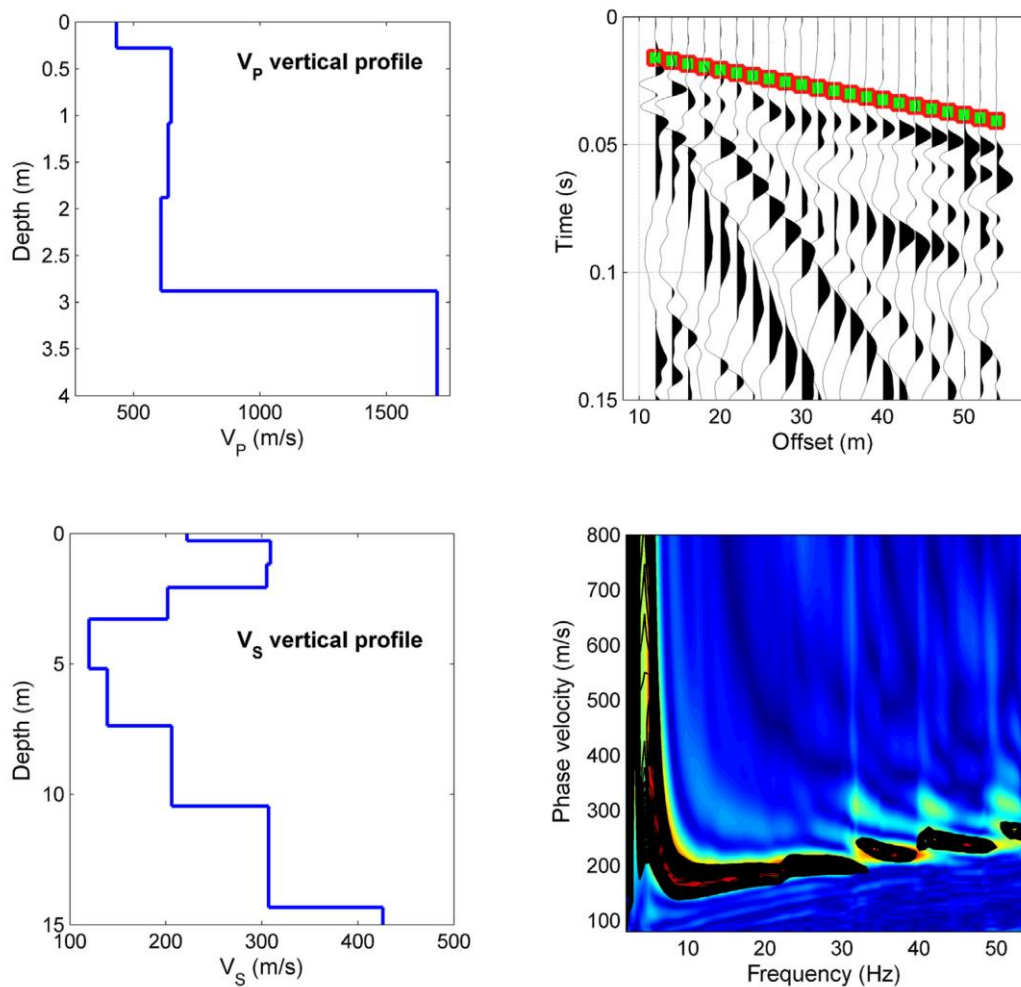 0
0.5
1
1.5
2
2.5
3
3.5
4
Depth (m)
V_P vertical profile
500 1000 1500
V_P (m/s)
0
0.05
0.1
0.15
Time (s)
10 20 30 40 50
Offset (m)
0
5
10
15
Depth (m)
V_S vertical profile
100 200 300 400 500
V_S (m/s)
800
700
600
500
400
300
200
100
Phase velocity (m/s)
10 20 30 40 50
Frequency (Hz)